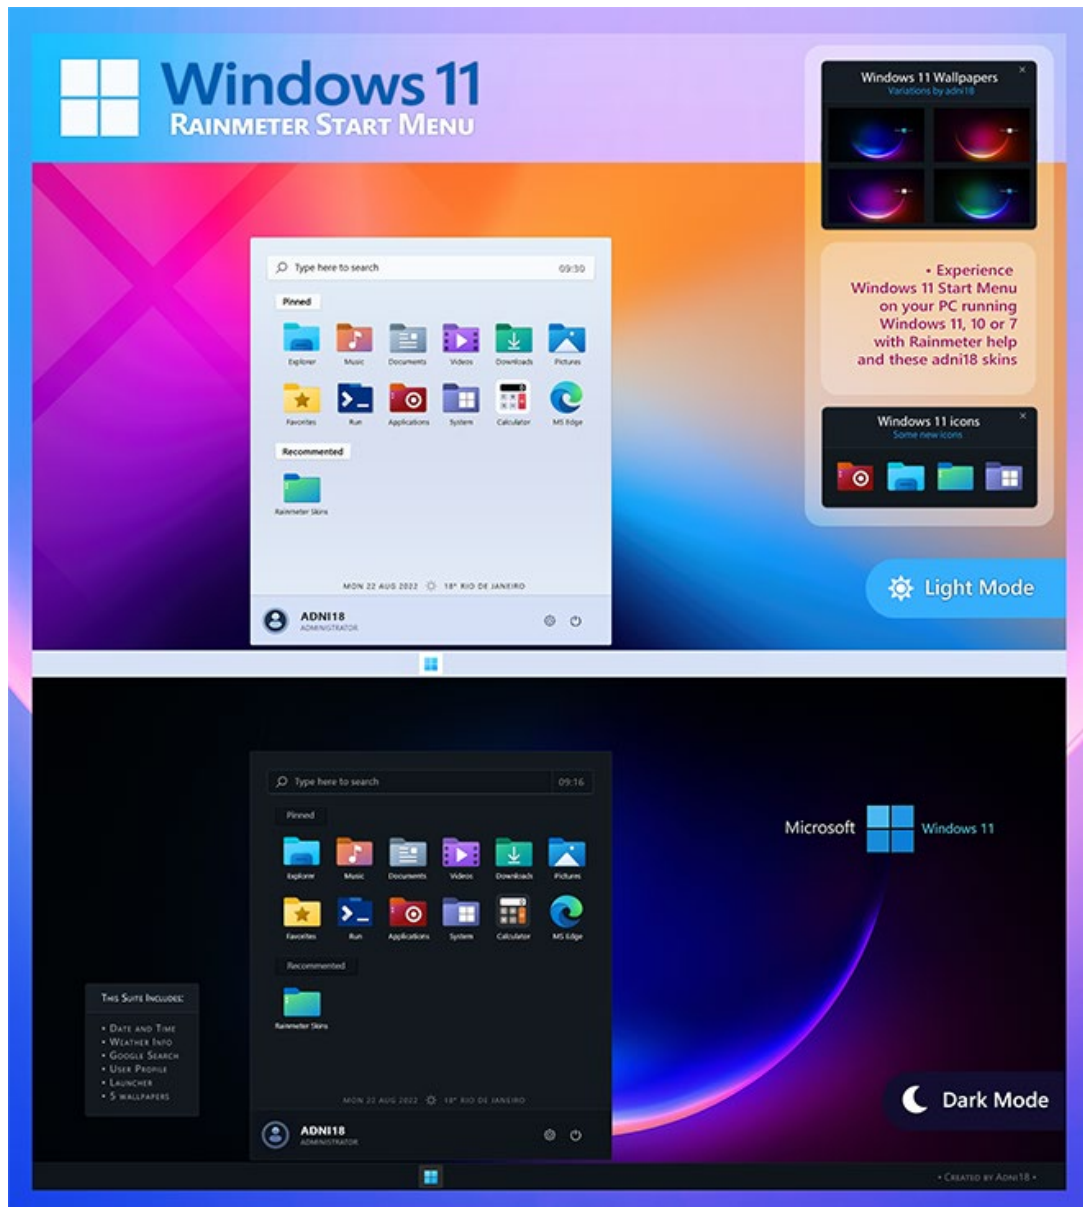 Windows 11
RAINMETER START MENU
Windows 11 Wallpapers
Variations by adni18
• Experience
Windows 11 Start Menu
on your PC running
Windows 11, 10 or 7
with Rainmeter help
and these adni18 skins
Windows 11 icons
Some new icons
Type here to search 09:30
Pinned
Explorer Music Documents Videos Downloads Pictures
Favorites Run Applications System Calculator MS Edge
Recommented
Rainmeter Skins
MON 22 AUG 2022 18° RIO DE JANEIRO
ADNI18
ADMINISTRATOR
Light Mode
Type here to search 09:16
Pinned
Explorer Music Documents Videos Downloads Pictures
Favorites Run Applications System Calculator MS Edge
Recommented
Rainmeter Skins
MON 22 AUG 2022 18° RIO DE JANEIRO
ADNI18
ADMINISTRATOR
Microsoft Windows 11
THIS SUITE INCLUDES:
• DATE AND TIME
• WEATHER INFO
• GOOGLE SEARCH
• USER PROFILE
• LAUNCHER
• 5 WALLPAPERS
Dark Mode
• CREATED BY ADNI18 •